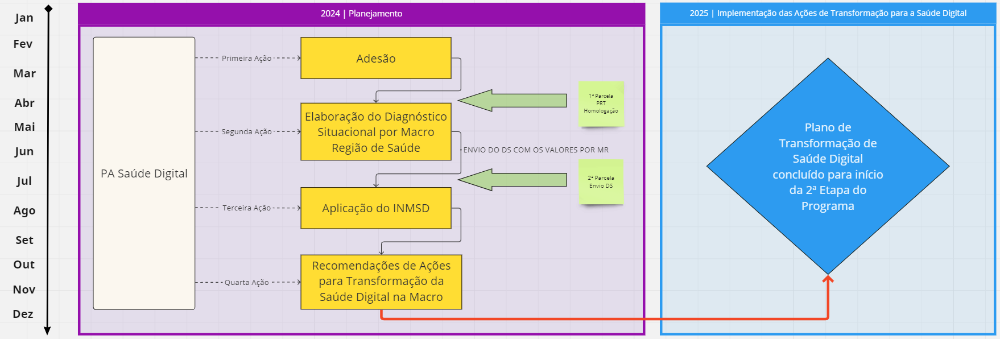 Jan
Fev
Mar
Abr
Mai
Jun
Jul
Ago
Set
Out
Nov
Dez
2024 | Planejamento
PA Saúde Digital
Primeira Ação
Adesão
1ª Parcela
PRT
Homologação
Segunda Ação
Elaboração do Diagnóstico
Situacional por Macro
Região de Saúde
ENVIO DO DS COM OS VALORES POR MR
2ª Parcela
Envio DS
Terceira Ação
Aplicação do INMSD
Quarta Ação
Recomendações de Ações
para Transformação da
Saúde Digital na Macro
2025 | Implementação das Ações de Transformação para a Saúde Digital
Plano de
Transformação de
Saúde Digital
concluído para início
da 2ª Etapa do
Programa